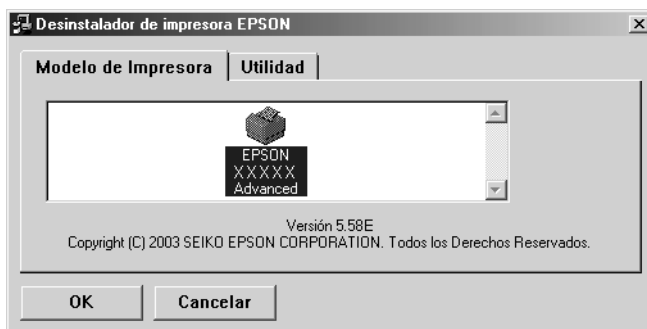 Desinstalador de impresora EPSON
Modelo de Impresora Utilidad
EPSON
XXXXX
Advanced
Versión 5.58E
Copyright (C) 2003 SEIKO EPSON CORPORATION. Todos los Derechos Reservados.
OK Cancelar